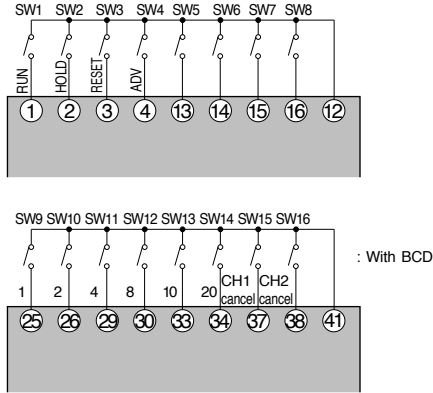 SW1 SW2 SW3 SW4 SW5 SW6 SW7 SW8
RUN HOLD RESET ADV
1 2 3 4 13 14 15 16 12
SW9 SW10 SW11 SW12 SW13 SW14 SW15 SW16
: With BCD
1 2 4 8 10 20 CH1 cancel CH2 cancel
25 26 29 30 33 34 37 38 41